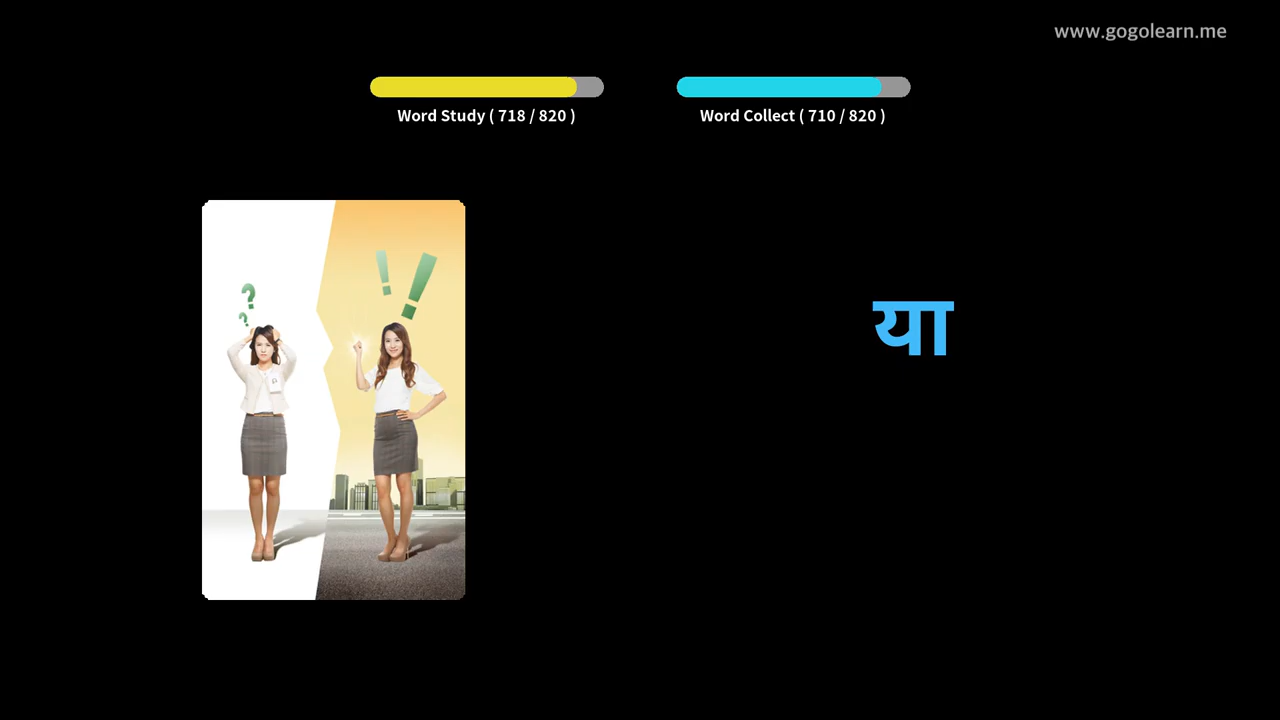 www.gogolearn.me
Word Study ( 718 / 820 )
Word Collect ( 710 / 820 )
? ?
! !
या